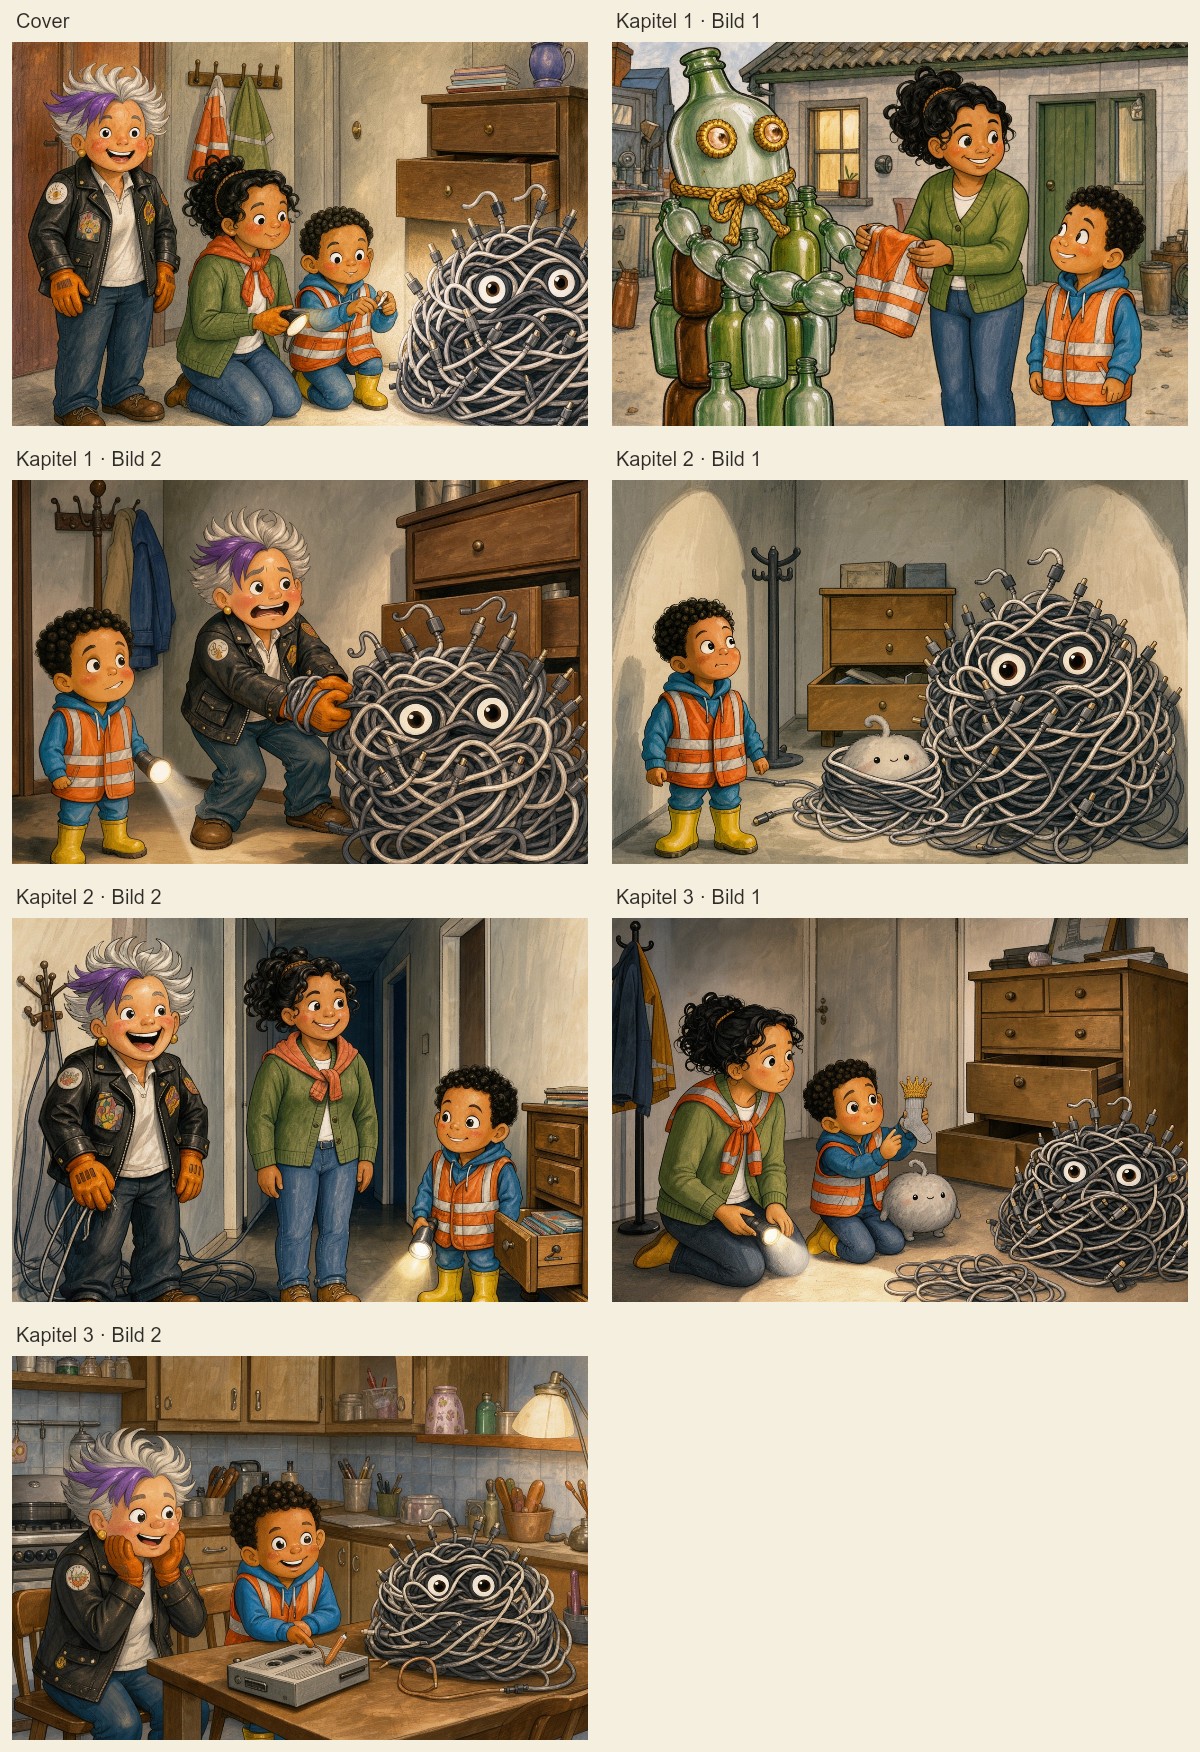 Cover
Kapitel 1 · Bild 1
Kapitel 1 · Bild 2
Kapitel 2 · Bild 1
Kapitel 2 · Bild 2
Kapitel 3 · Bild 1
Kapitel 3 · Bild 2